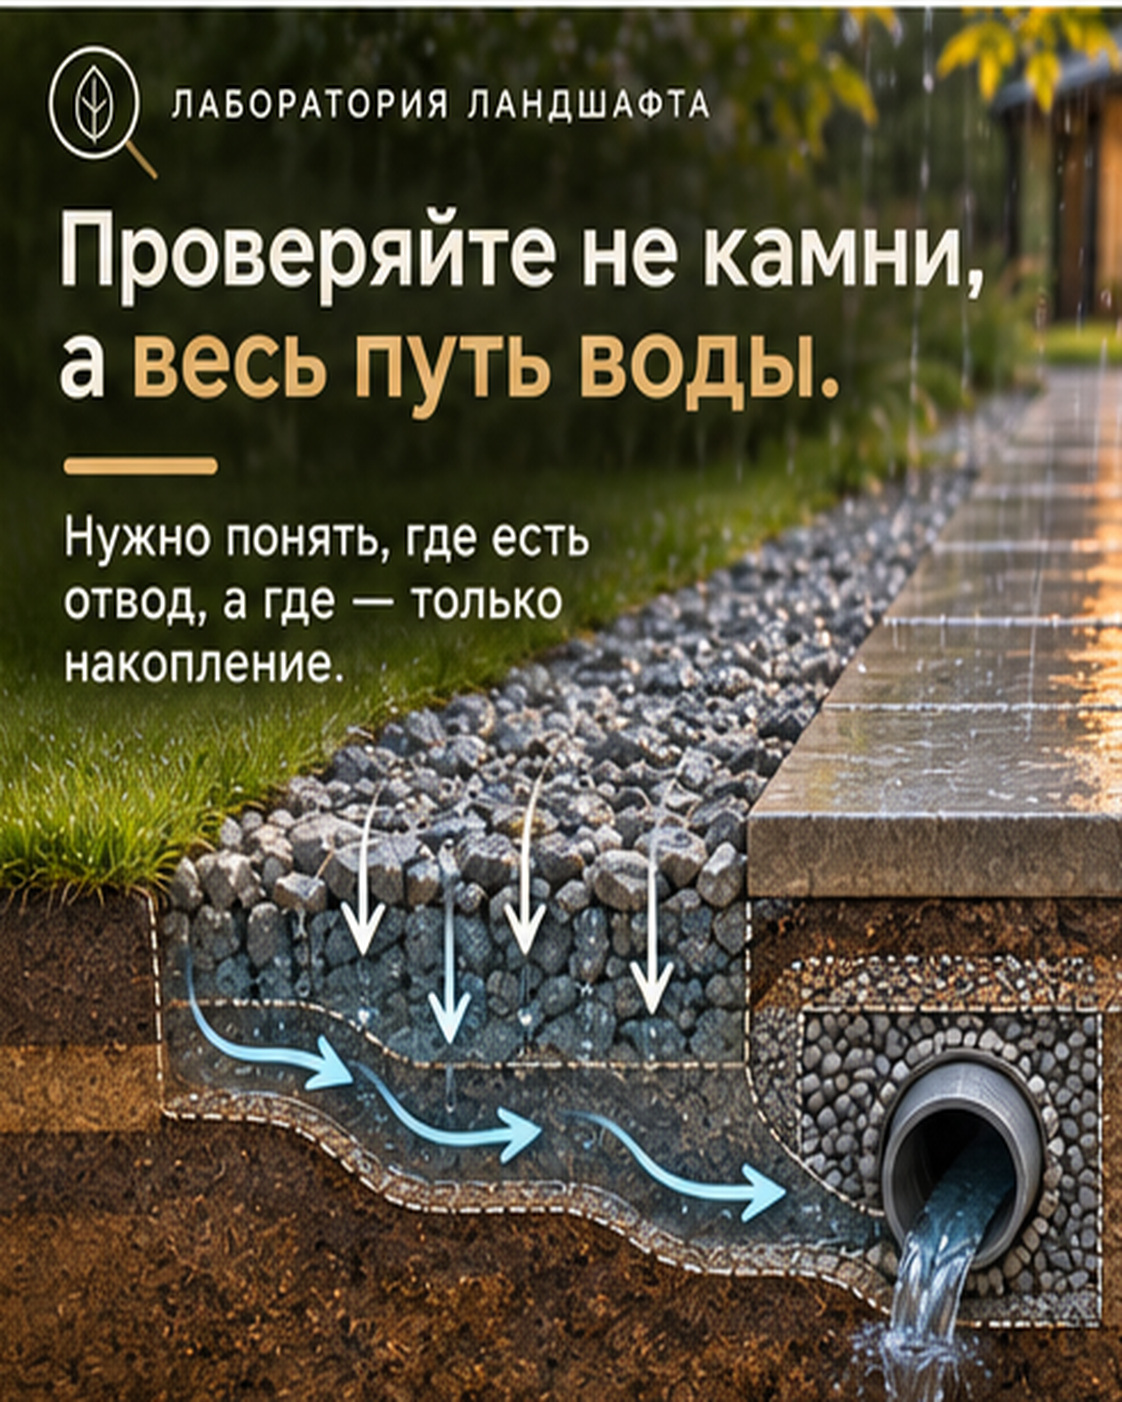 ЛАБОРАТОРИЯ ЛАНДШАФТА
Проверяйте не камни,
а весь путь воды.
Нужно понять, где есть
отвод, а где — только
накопление.